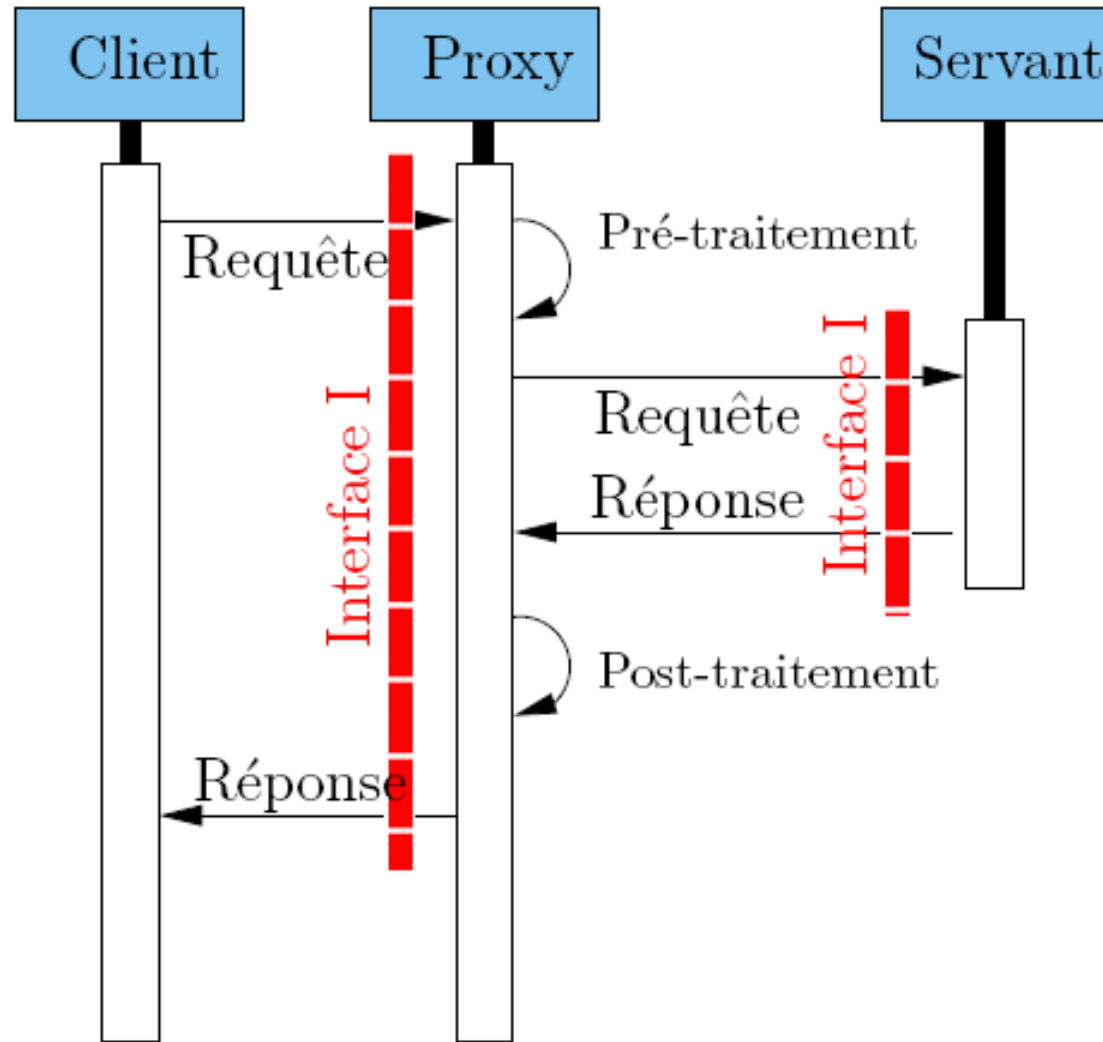 Client
Proxy
Servant
Requête
Pré-traitement
Interface I
Requête
Interface I
Réponse
Post-traitement
Réponse